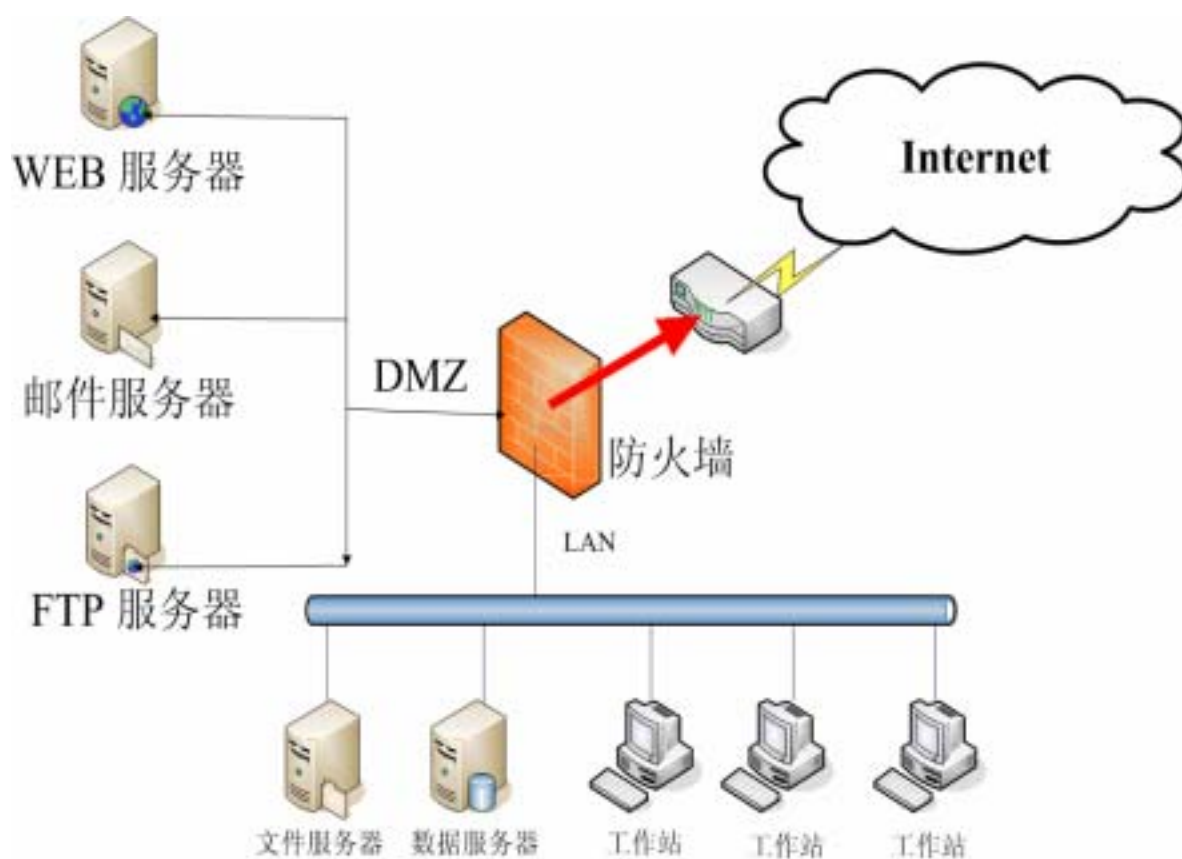 WEB 服务器
Internet
邮件服务器
DMZ
防火墙
LAN
FTP 服务器
文件服务器
数据服务器
工作站
工作站
工作站